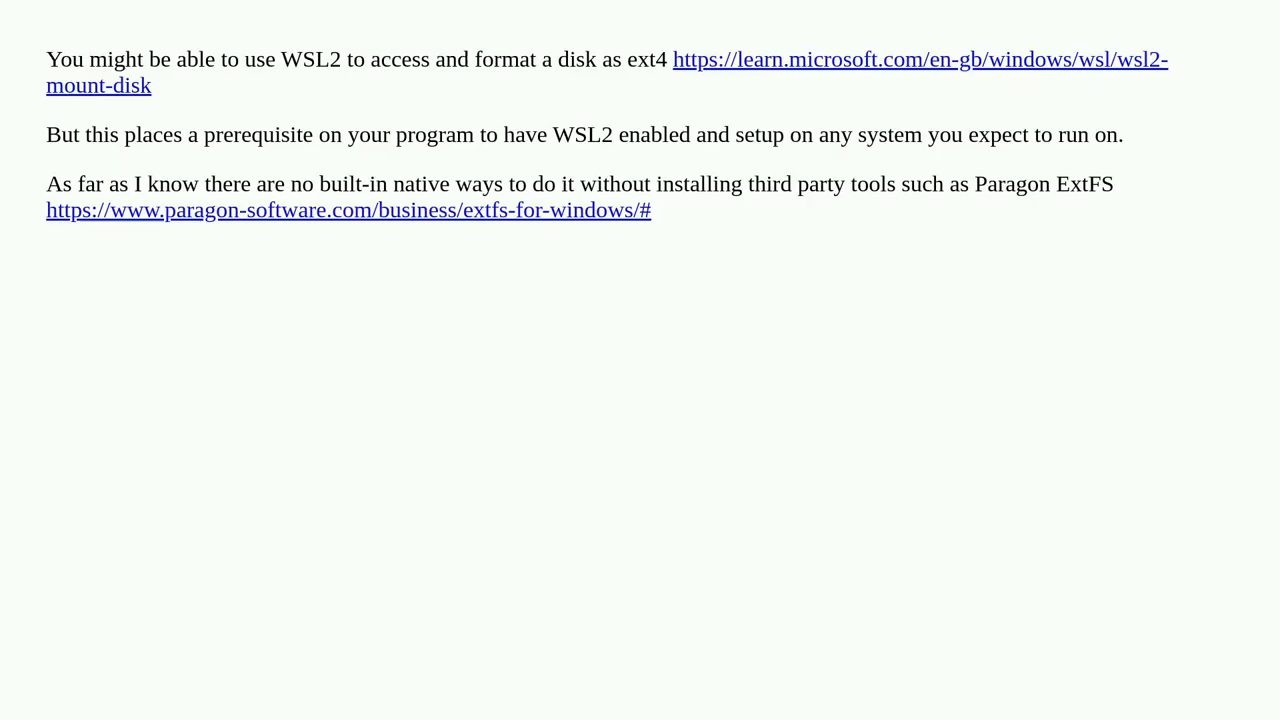 You might be able to use WSL2 to access and format a disk as ext4 https://learn.microsoft.com/en-gb/windows/wsl/wsl2-
mount-disk
But this places a prerequisite on your program to have WSL2 enabled and setup on any system you expect to run on.
As far as I know there are no built-in native ways to do it without installing third party tools such as Paragon ExtFS
https://www.paragon-software.com/business/extfs-for-windows/#